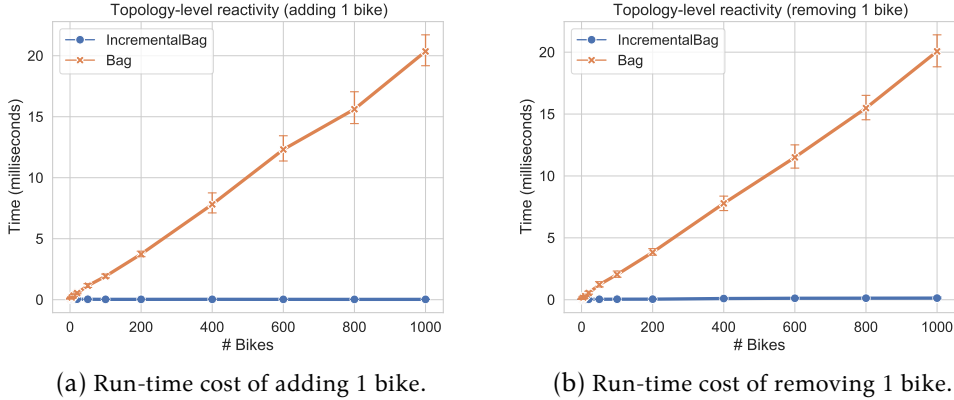 Topology-level reactivity (adding 1 bike)
IncrementalBag
Bag
20
15
10
5
0
Time (milliseconds)
0 200 400 600 800 1000
# Bikes
(a) Run-time cost of adding 1 bike.
Topology-level reactivity (removing 1 bike)
IncrementalBag
Bag
20
15
10
5
0
Time (milliseconds)
0 200 400 600 800 1000
# Bikes
(b) Run-time cost of removing 1 bike.